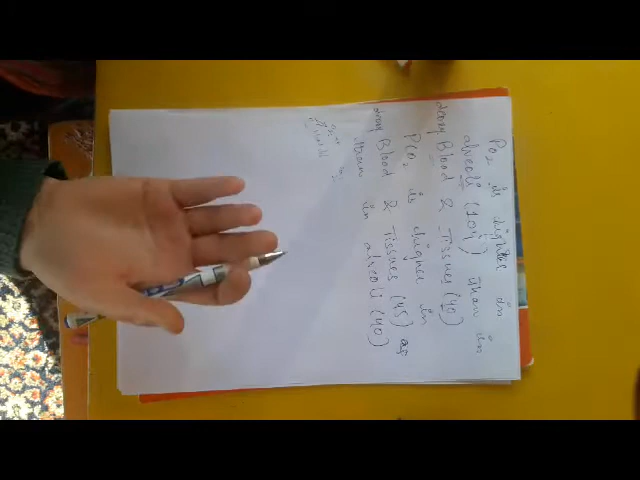 PO2 is higher in
alveoli (104) than in
Blood & Tissues (40)
PCO2 is higher in
Blood & Tissues (45) as
than in alveoli (40)